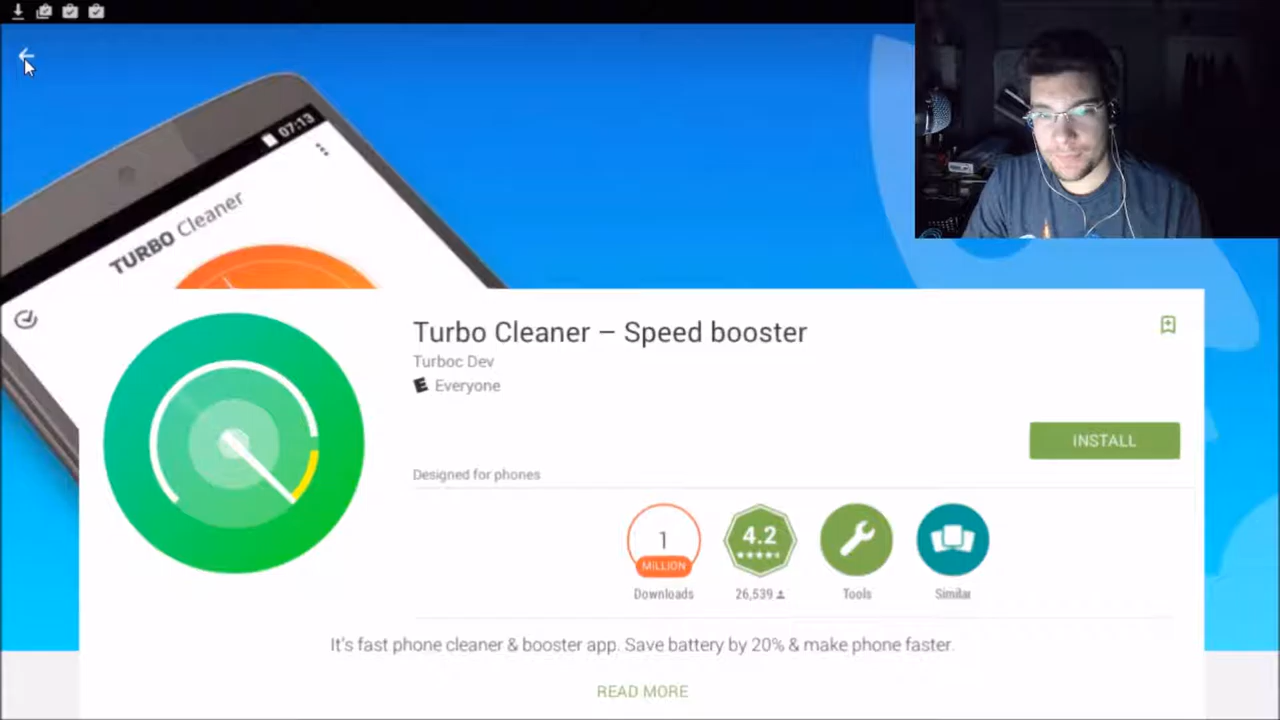 07:13
TURBO Cleaner
Turbo Cleaner – Speed booster
Turboc Dev
E Everyone
INSTALL
Designed for phones
1
MILLION
Downloads
4.2
26,539
Tools
Similar
It's fast phone cleaner & booster app. Save battery by 20% & make phone faster.
READ MORE